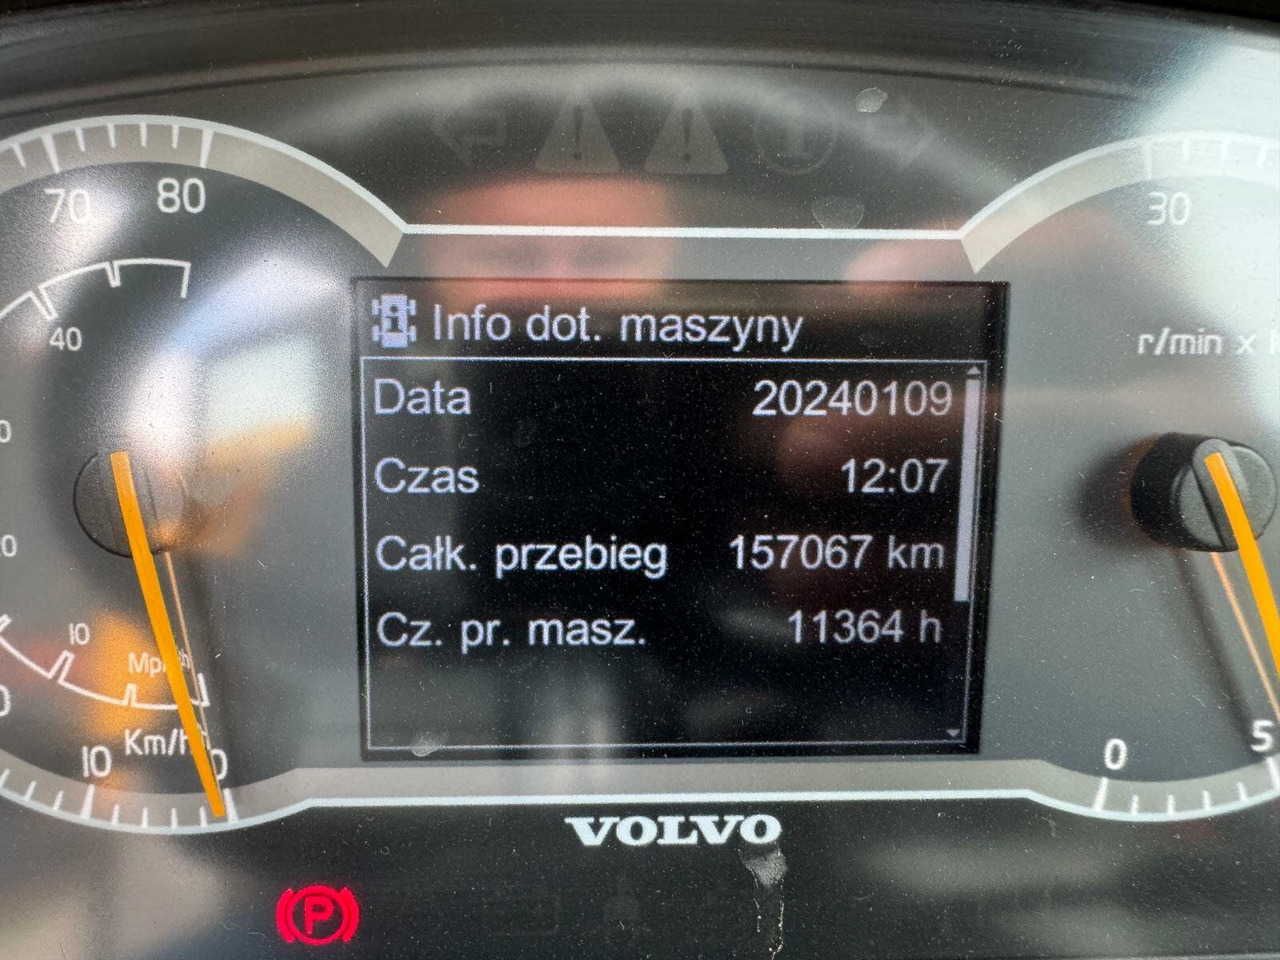 70 80
30
40
r/min x
Info dot. maszyny
Data 20240109
Czas 12:07
Całk. przebieg 157067 km
Cz. pr. masz. 11364 h
10
Mph
10 Km/h 0
0 5
VOLVO
P